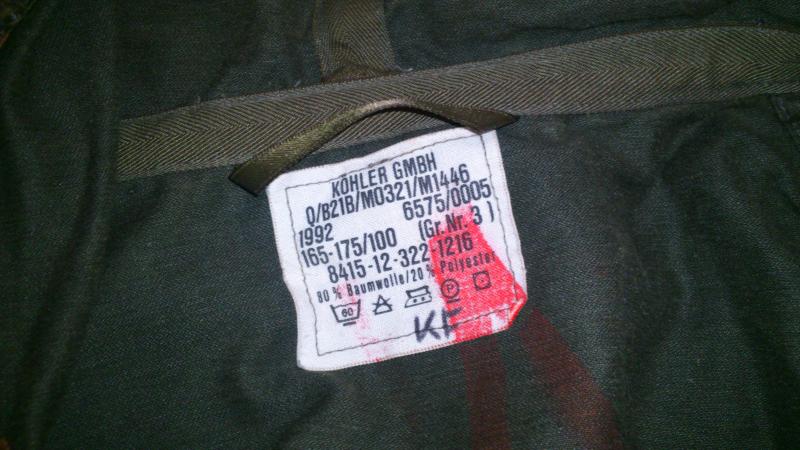 KÖHLER GMBH
Q/B21B/M0321/M1446
1992 6575/0005
165-175/100 (Gr.Nr. 3)
8415-12-322-1216
80% Baumwolle/20% Polyester
60 P
KF